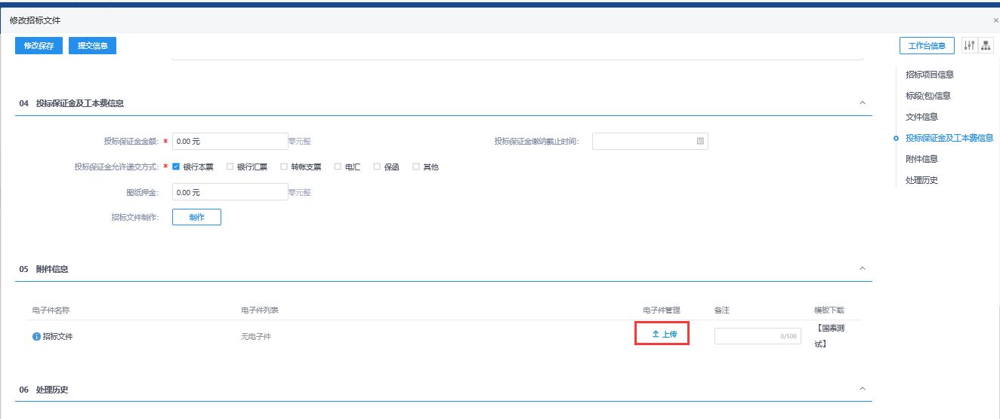 修改招标文件
修改保存 提交信息 工作台信息
招标项目信息
标段(包)信息
文件信息
投标保证金及工本费信息
附件信息
处理历史
04 投标保证金及工本费信息
投标保证金金额: * 0.00 元 零元整 投标保证金缴纳截止时间:
投标保证金允许递交方式: * 银行本票 银行汇票 转帐支票 电汇 保函 其他
图纸押金: 0.00 元 零元整
招标文件制作: 制作
05 附件信息
电子件名称 电子件列表 电子件管理 备注 模板下载
招标文件 无电子件 上传 0/500 【国泰测
试】
06 处理历史